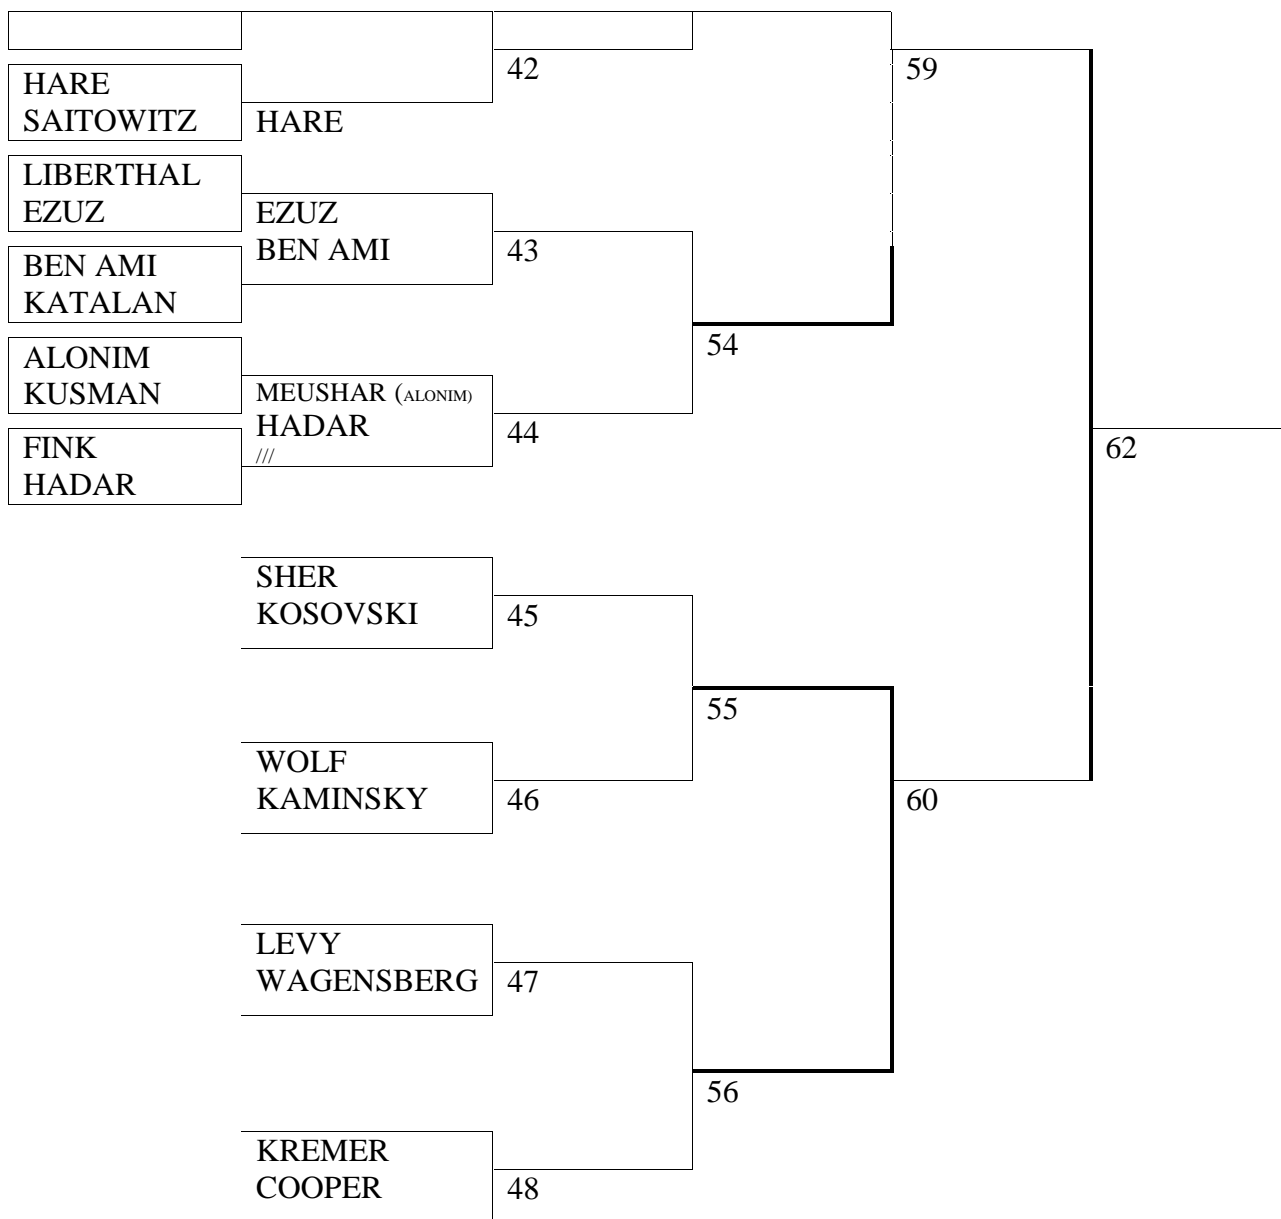 42
59
HARE
SAITOWITZ
HARE
LIBERTHAL
EZUZ
EZUZ
BEN AMI
43
BEN AMI
KATALAN
54
ALONIM
KUSMAN
MEUSHAR (ALONIM)
HADAR
///
44
FINK
HADAR
62
SHER
KOSOVSKI
45
55
WOLF
KAMINSKY
46
60
LEVY
WAGENSBERG
47
56
KREMER
COOPER
48